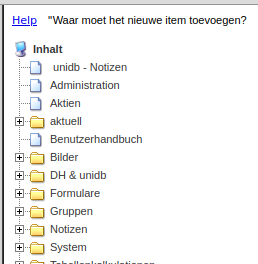 Help "Waar moet het nieuwe item toevoegen?
Inhalt
unidb - Notizen
Administration
Aktien
aktuell
Benutzerhandbuch
Bilder
DH & unidb
Formulare
Gruppen
Notizen
System
Tabellenkalkulationen